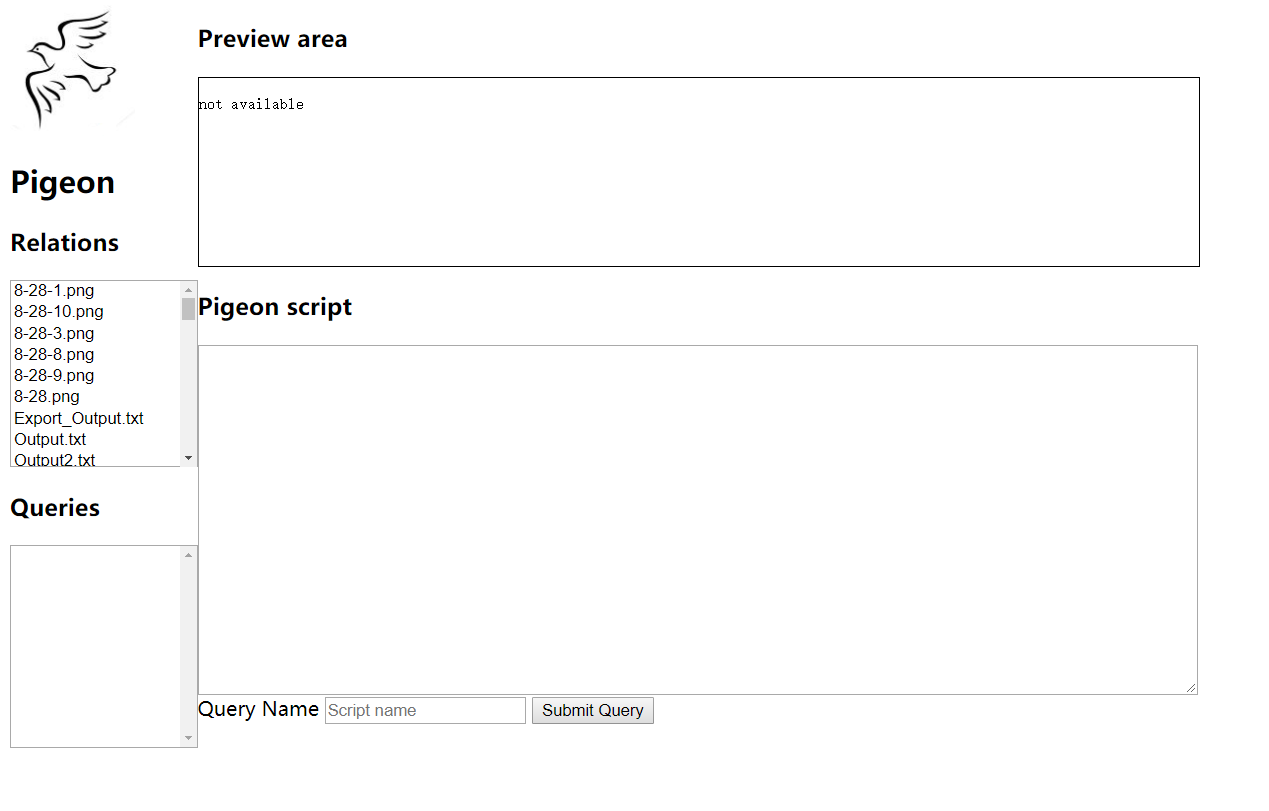 Pigeon
Relations
8-28-1.png
8-28-10.png
8-28-3.png
8-28-8.png
8-28-9.png
8-28.png
Export_Output.txt
Output.txt
Output2.txt
Queries
Preview area
not available
Pigeon script
Query Name Script name Submit Query